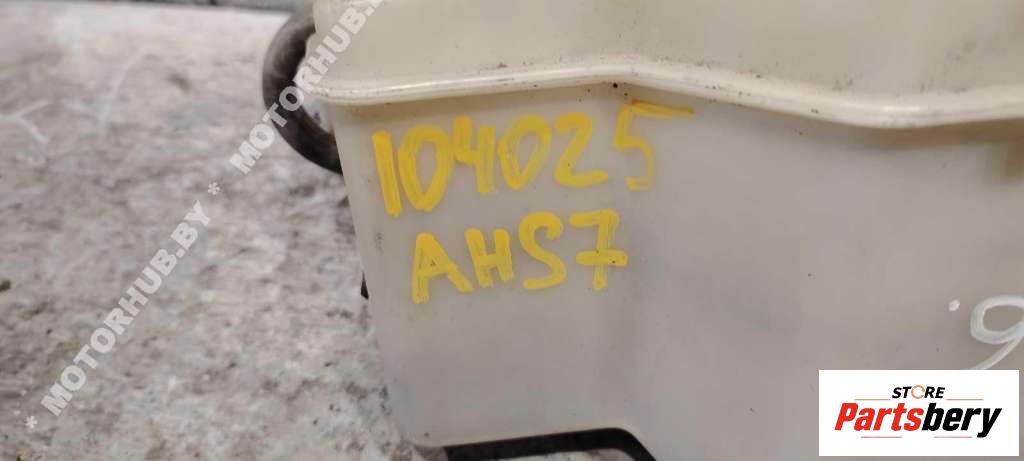 * MOTORHUB.BY * MOTORHUB.BY
104025
AHS7
STORE
Partsbery